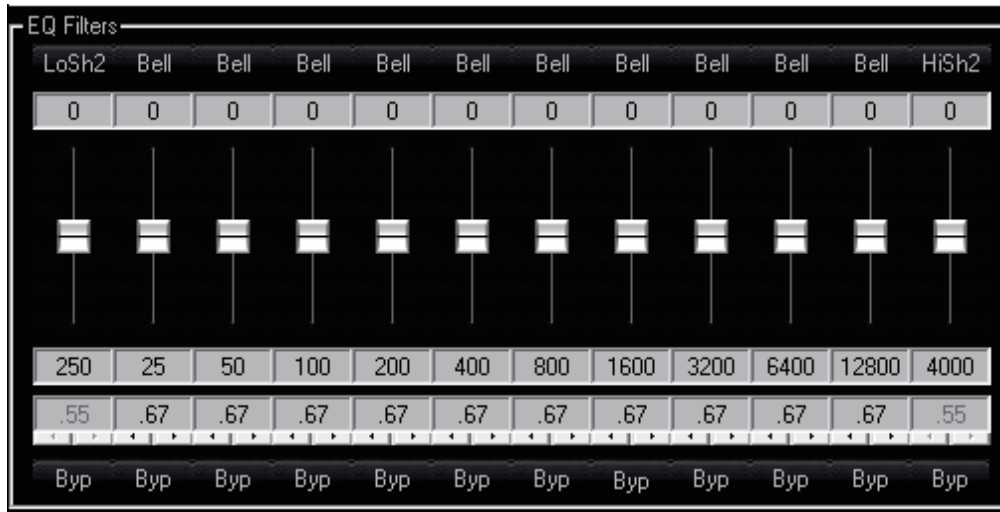 EQ Filters
LoSh2 Bell Bell Bell Bell Bell Bell Bell Bell Bell Bell HiSh2
0 0 0 0 0 0 0 0 0 0 0 0
250 25 50 100 200 400 800 1600 3200 6400 12800 4000
.55 .67 .67 .67 .67 .67 .67 .67 .67 .67 .67 .55
Byp Byp Byp Byp Byp Byp Byp Byp Byp Byp Byp Byp